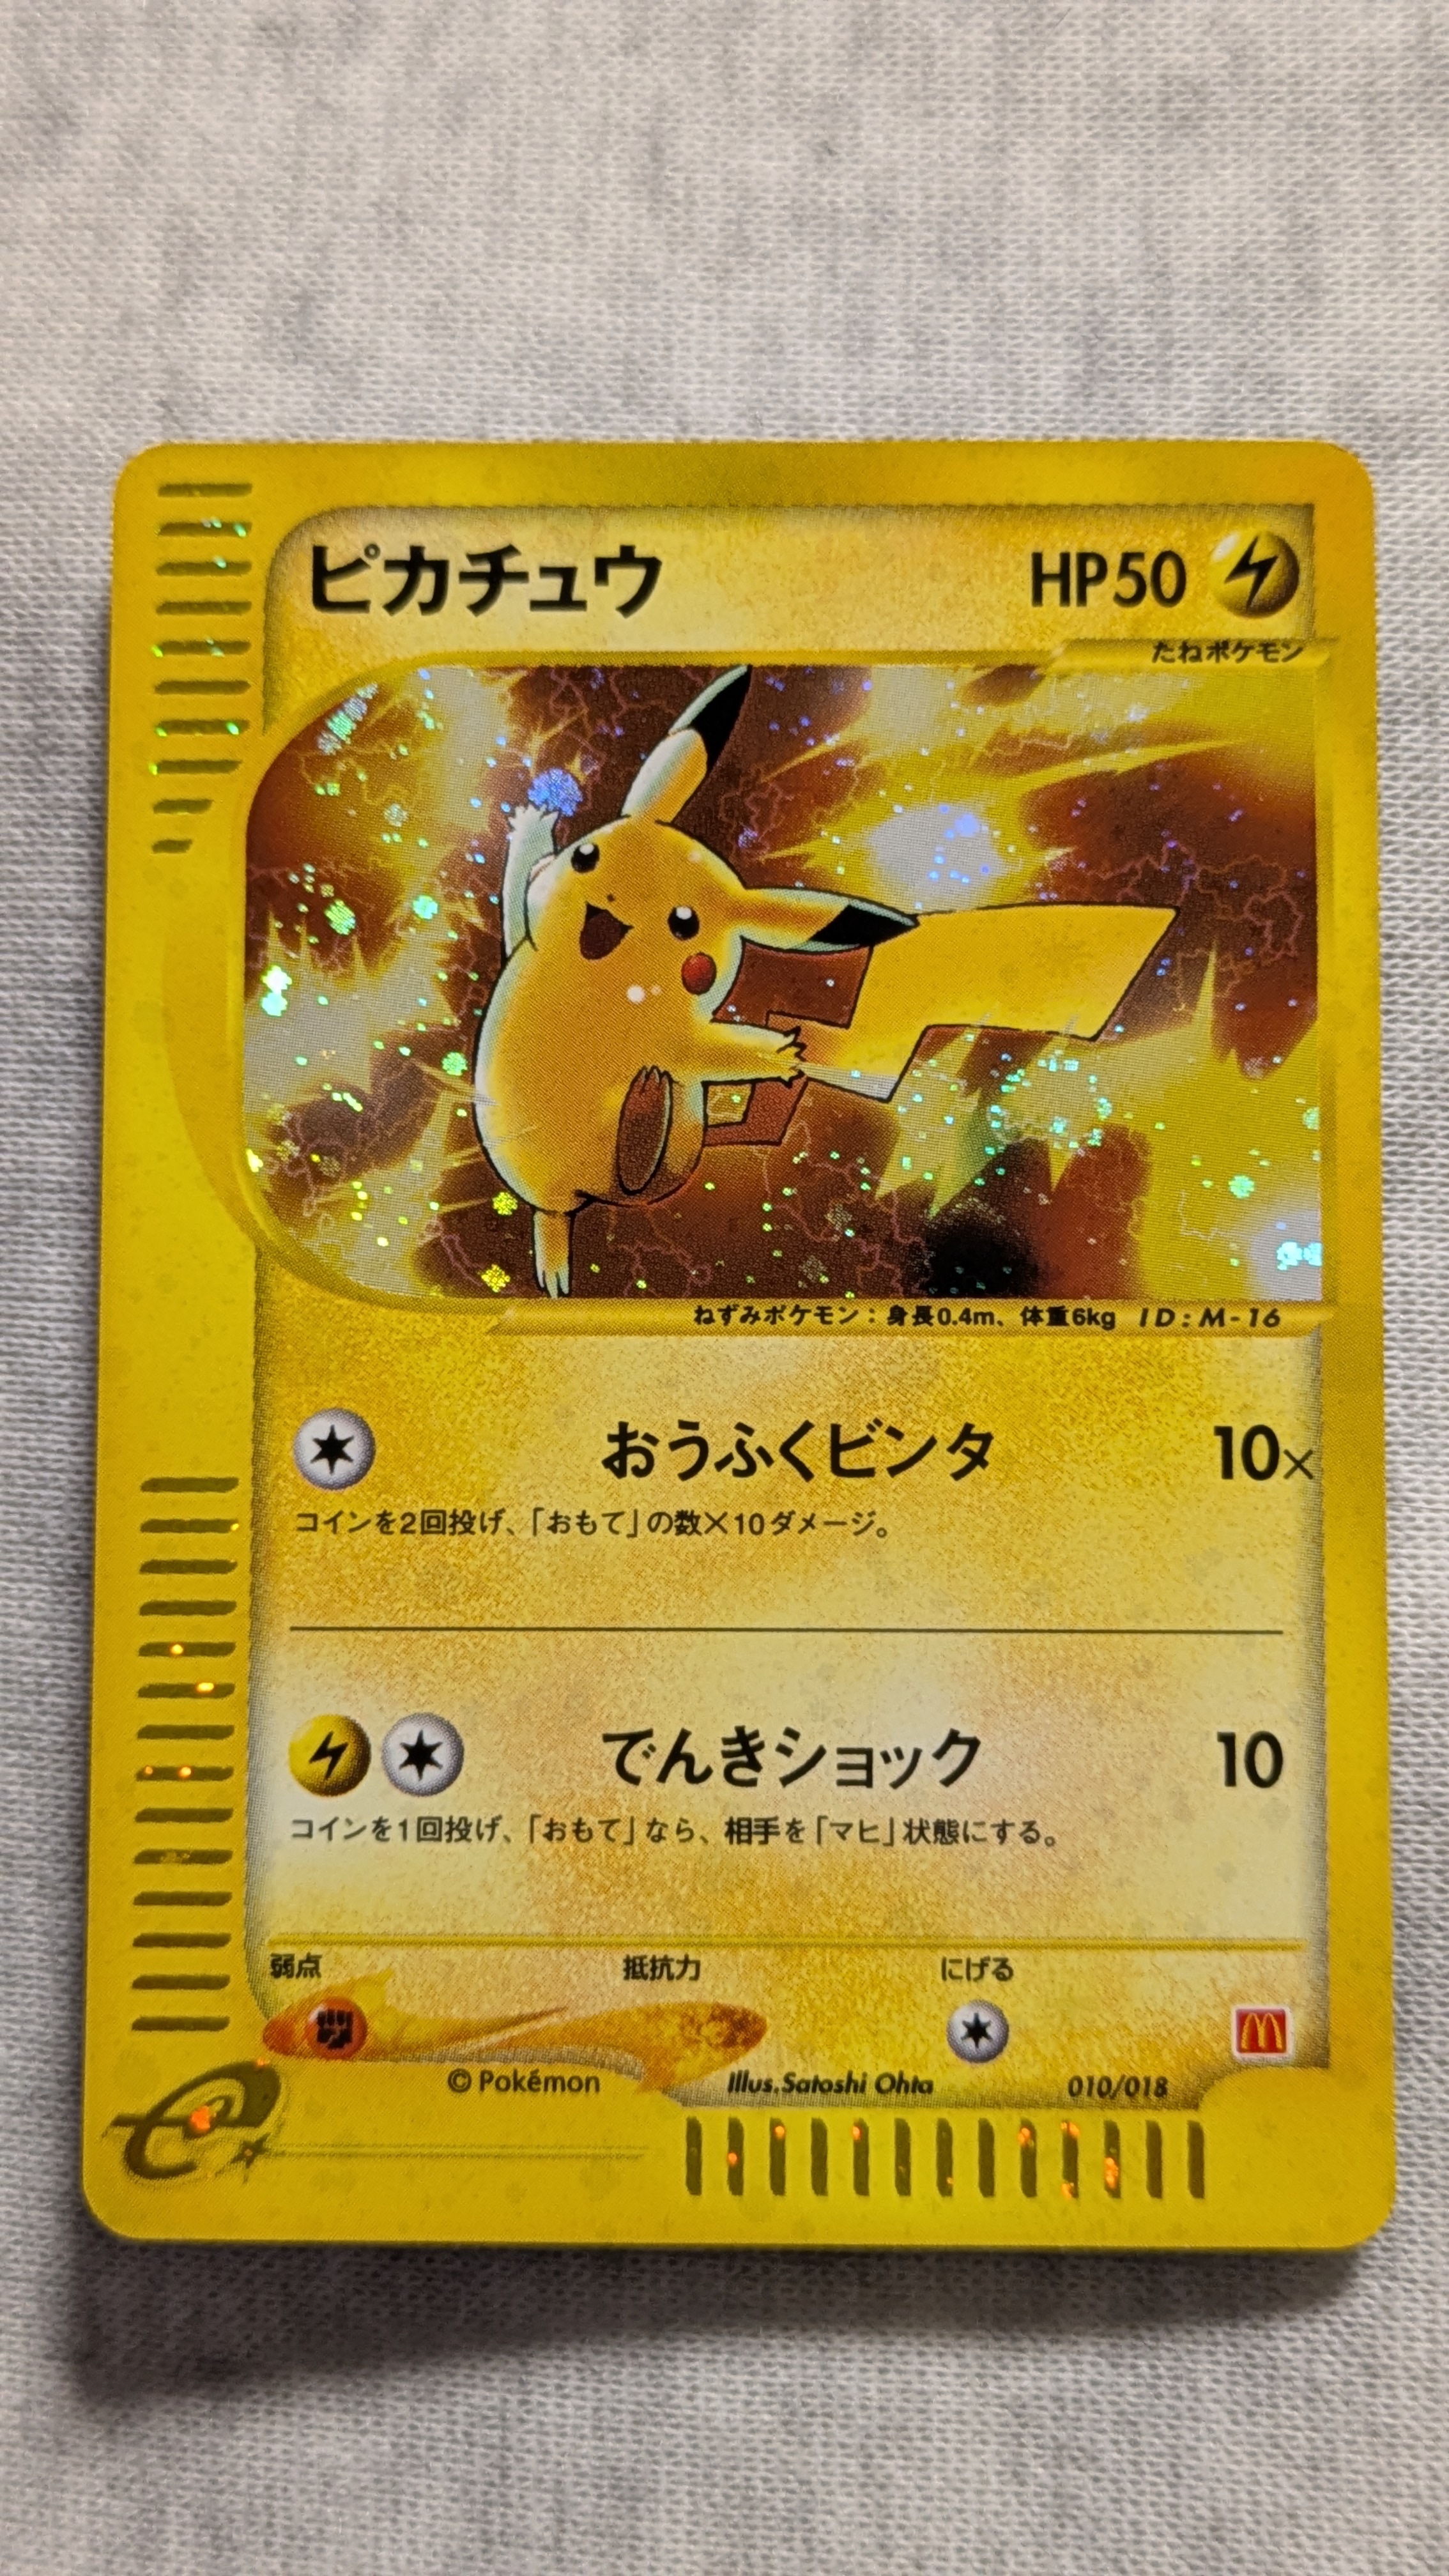 ピカチュウ HP50
たねポケモン
ねずみポケモン：身長0.4m、体重6kg ID:M-16
おうふくビンタ 10×
コインを2回投げ、「おもて」の数×10ダメージ。
でんきショック 10
コインを1回投げ、「おもて」なら、相手を「マヒ」状態にする。
弱点 抵抗力 にげる
©Pokémon Illus.Satoshi Ohta 010/018